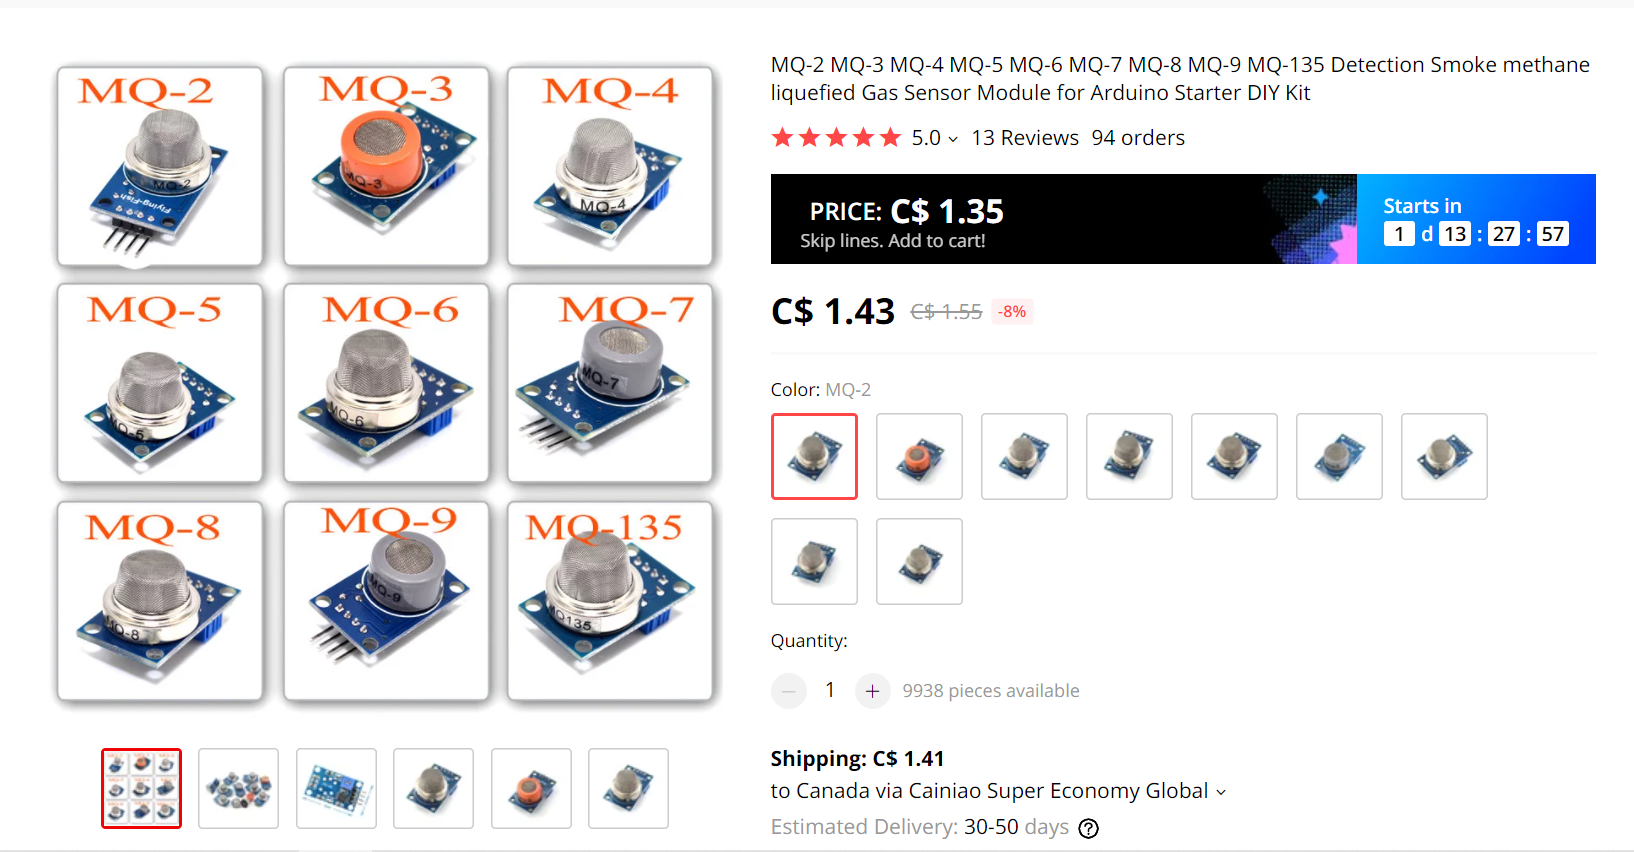 MQ-2
MQ-3
MQ-4
MQ-2
Flying-Fish
MQ-3
MQ-4
MQ-5
MQ-6
MQ-7
MQ-5
MQ-6
MQ-7
MQ-8
MQ-9
MQ-135
MQ-8
MQ-9
MQ135
MQ-2 MQ-3 MQ-4 MQ-5 MQ-6 MQ-7 MQ-8 MQ-9 MQ-135 Detection Smoke methane
liquefied Gas Sensor Module for Arduino Starter DIY Kit
5.0 13 Reviews 94 orders
PRICE: C$ 1.35
Skip lines. Add to cart!
Starts in
1 d 13 : 27 : 57
C$ 1.43 C$ 1.55 -8%
Color: MQ-2
Quantity:
1 + 9938 pieces available
Shipping: C$ 1.41
to Canada via Cainiao Super Economy Global
Estimated Delivery: 30-50 days ?